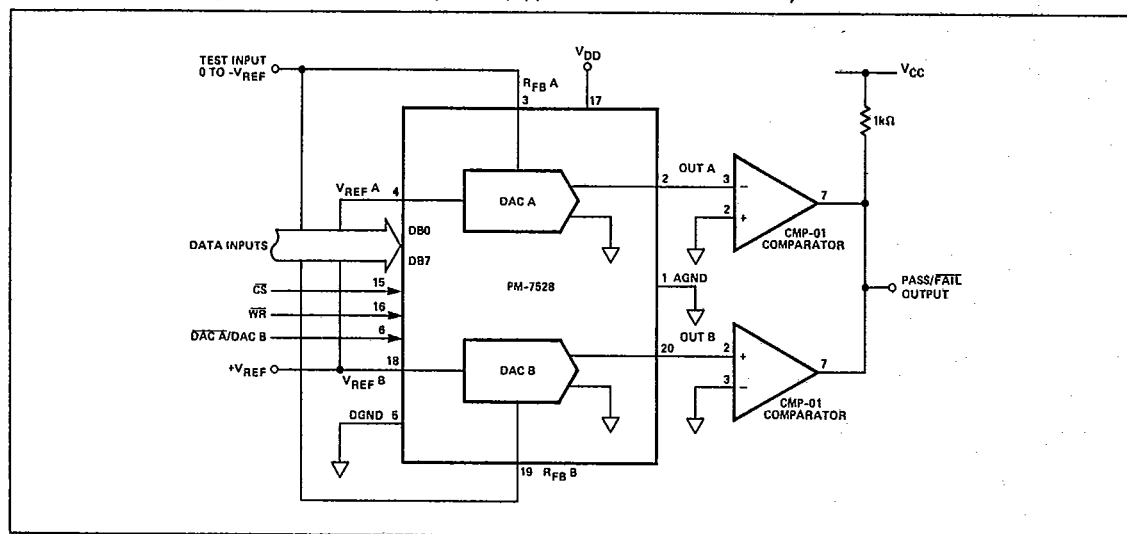 TEST INPUT
0 TO -VREF
VDD
17
RFB A
3
VCC
1kΩ
VREF A
4
DAC A
2
OUT A
3
−
2
+
7
CMP-01
COMPARATOR
DATA INPUTS
DB0
DB7
PM-7528
1 AGND
PASS/FAIL
OUTPUT
CS
15
WR
16
DAC A/DAC B
6
+VREF
18
VREF B
DAC B
20
OUT B
2
+
3
−
7
CMP-01
COMPARATOR
DGND 5
19 RFB B